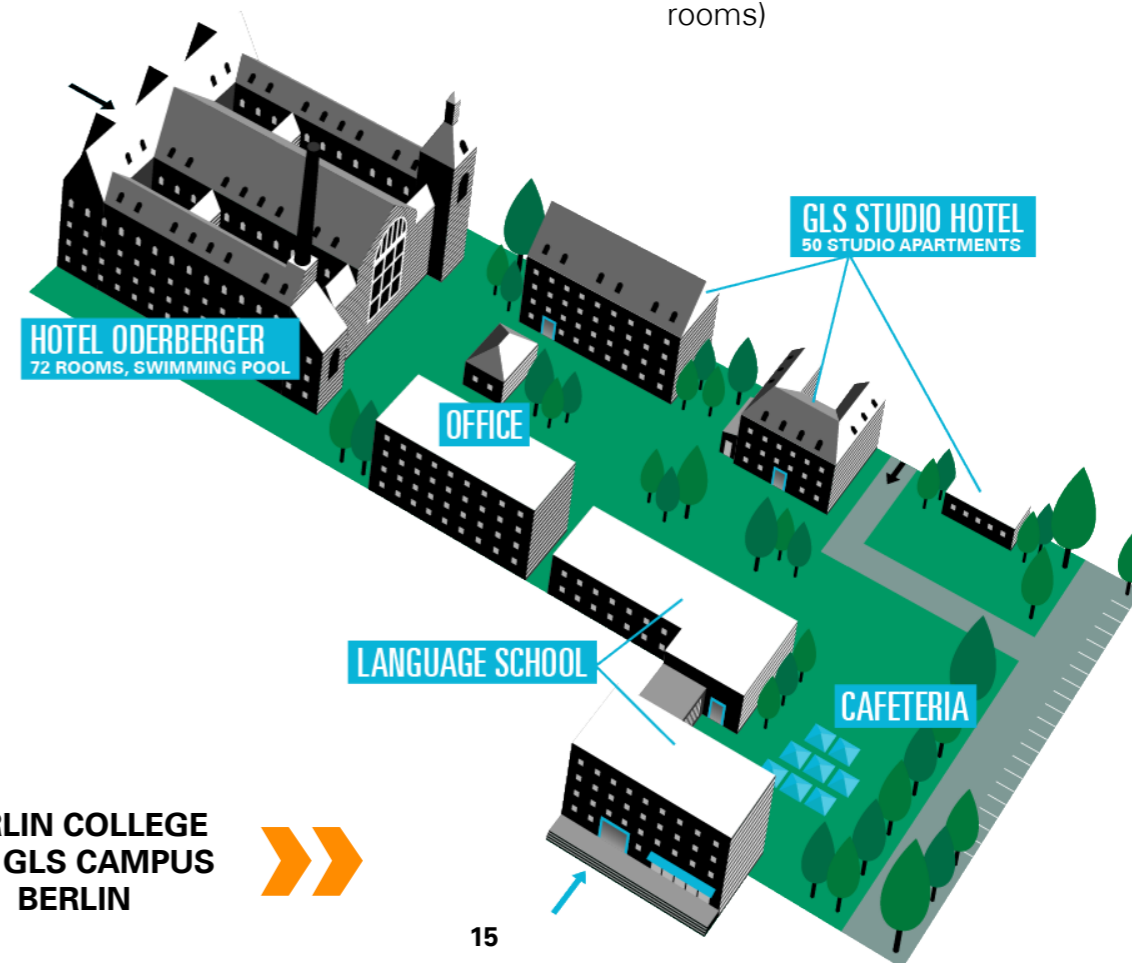 rooms)
GLS STUDIO HOTEL
50 STUDIO APARTMENTS
HOTEL ODERBERGER
72 ROOMS, SWIMMING POOL
OFFICE
LANGUAGE SCHOOL
CAFETERIA
COLLEGE
GLS CAMPUS
BERLIN
15